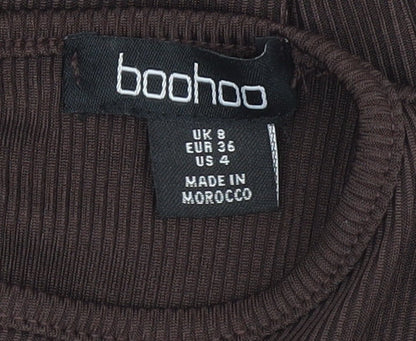 boohoo
UK 8
EUR 36
US 4
MADE IN
MOROCCO